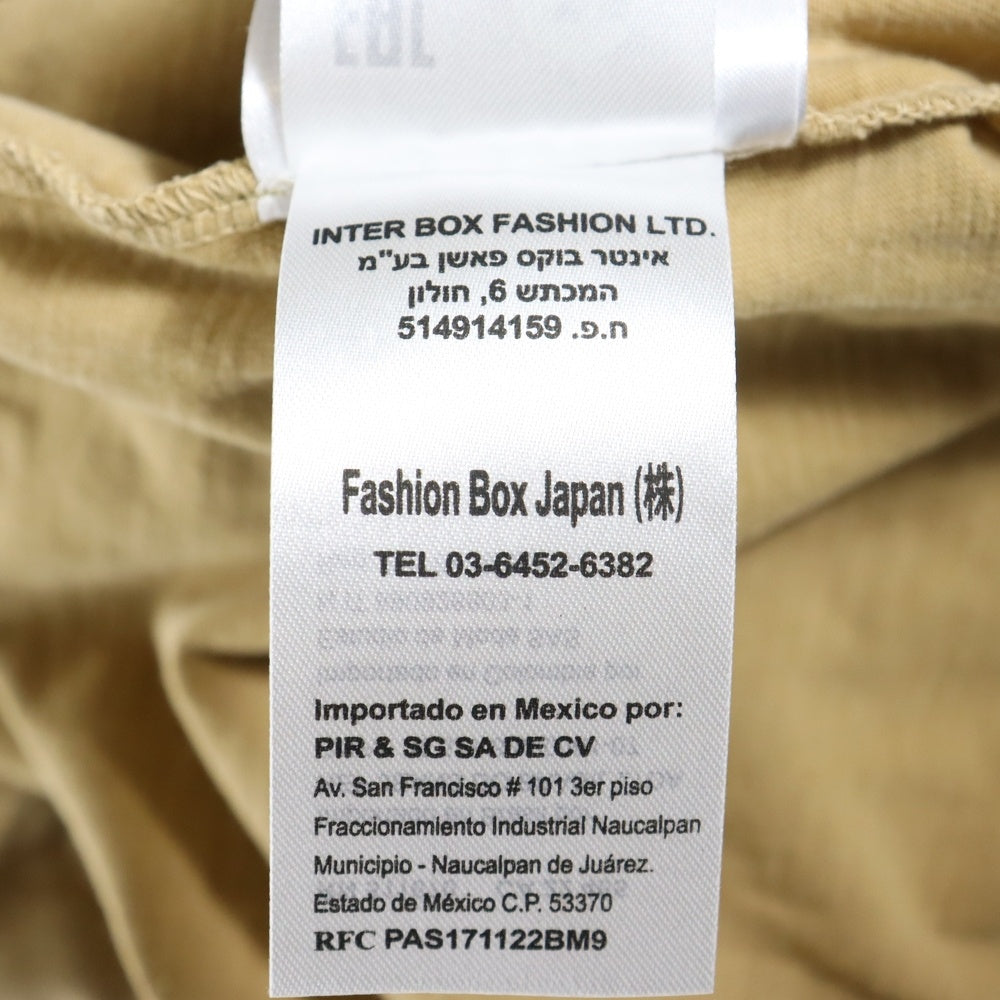 INTER BOX FASHION LTD.
אינטר בוקס פאשן בע"מ
המכתש 6, חולון
ח.פ. 514914159
Fashion Box Japan (株)
TEL 03-6452-6382
Importado en Mexico por:
PIR & SG SA DE CV
Av. San Francisco # 101 3er piso
Fraccionamiento Industrial Naucalpan
Municipio - Naucalpan de Juárez.
Estado de México C.P. 53370
RFC PAS171122BM9